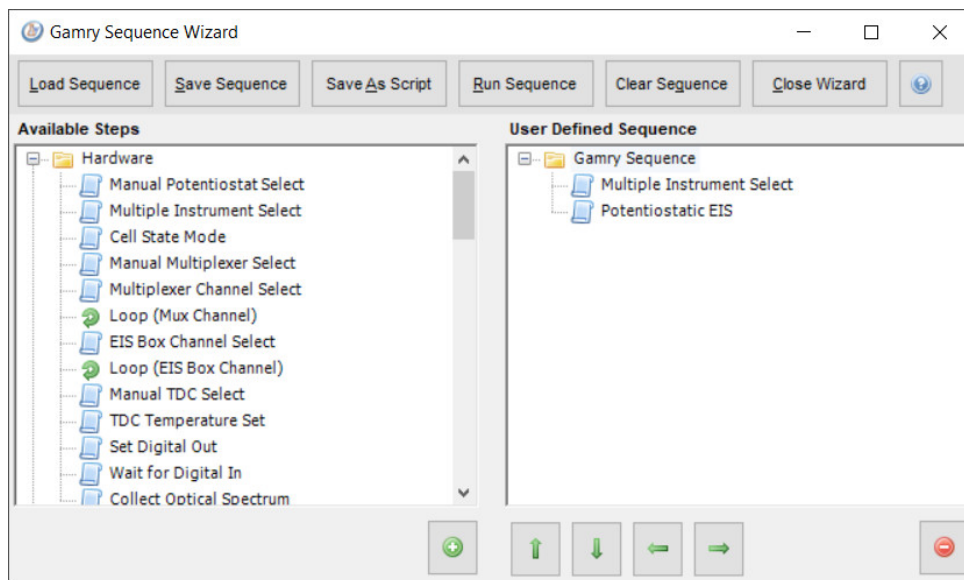 Gamry Sequence Wizard
Load Sequence Save Sequence Save As Script Run Sequence Clear Sequence Close Wizard
Available Steps
Hardware
Manual Potentiostat Select
Multiple Instrument Select
Cell State Mode
Manual Multiplexer Select
Multiplexer Channel Select
Loop (Mux Channel)
EIS Box Channel Select
Loop (EIS Box Channel)
Manual TDC Select
TDC Temperature Set
Set Digital Out
Wait for Digital In
Collect Optical Spectrum
User Defined Sequence
Gamry Sequence
Multiple Instrument Select
Potentiostatic EIS